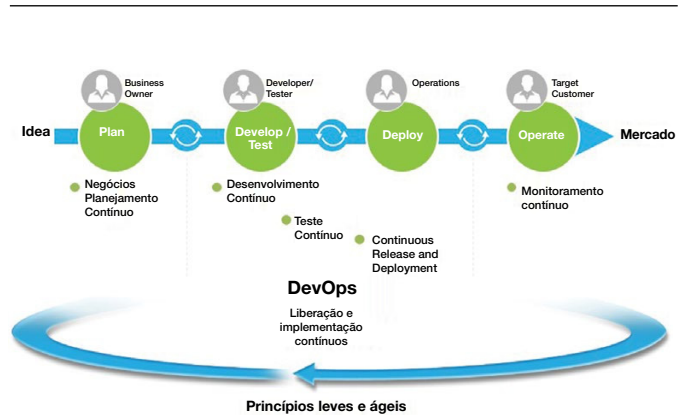 Business
Owner
Developer/
Tester
Operations
Target
Customer
Idea
Plan
Develop /
Test
Deploy
Operate
Mercado
Negócios
Planejamento
Contínuo
Desenvolvimento
Contínuo
Teste
Contínuo
Continuous
Release and
Deployment
Monitoramento
contínuo
DevOps
Liberação e
implementação
contínuos
Princípios leves e ágeis